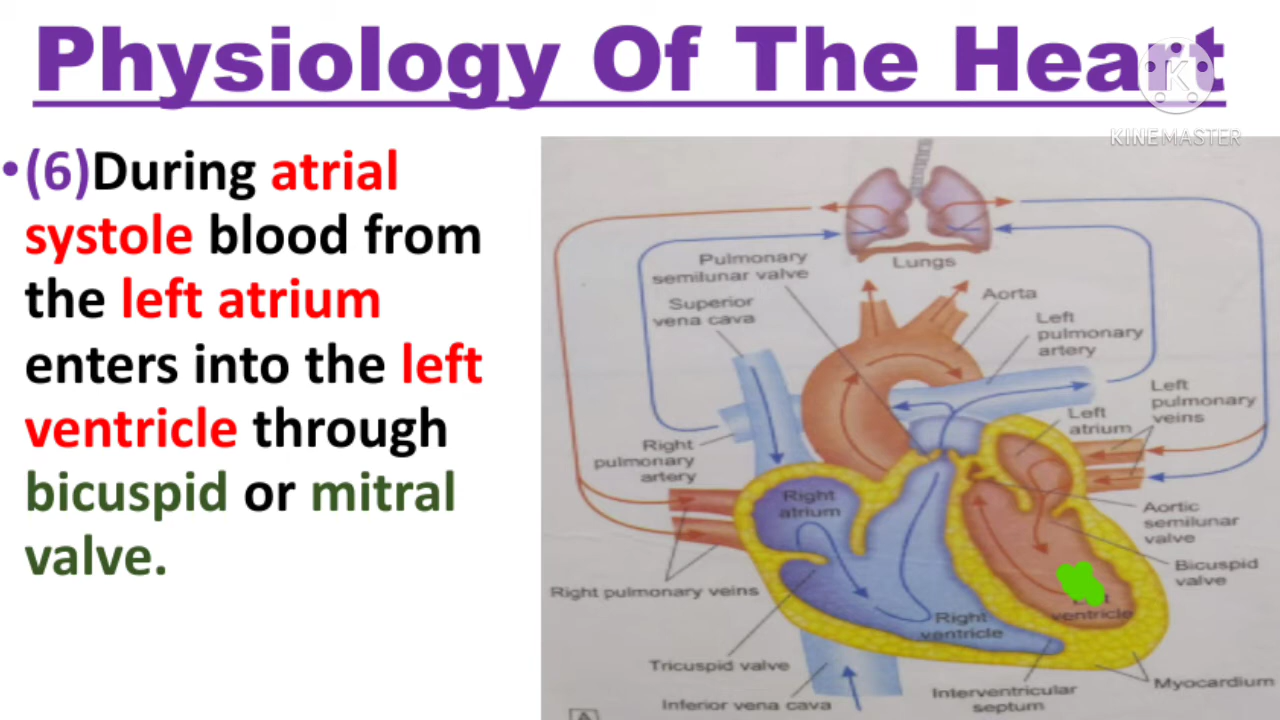 Physiology Of The Heart
K
KINEMASTER
•(6)During atrial
systole blood from
the left atrium
enters into the left
ventricle through
bicuspid or mitral
valve.
Lungs
Pulmonary
semilunar valve
Superior
vena cava
Aorta
Left
pulmonary
artery
Left
pulmonary
veins
Left
atrium
Right
pulmonary
artery
Right
atrium
Aortic
semilunar
valve
Bicuspid
valve
Right pulmonary veins
ventricle
Right
ventricle
Tricuspid valve
Myocardium
Interventricular
septum
Inferior vena cava
A